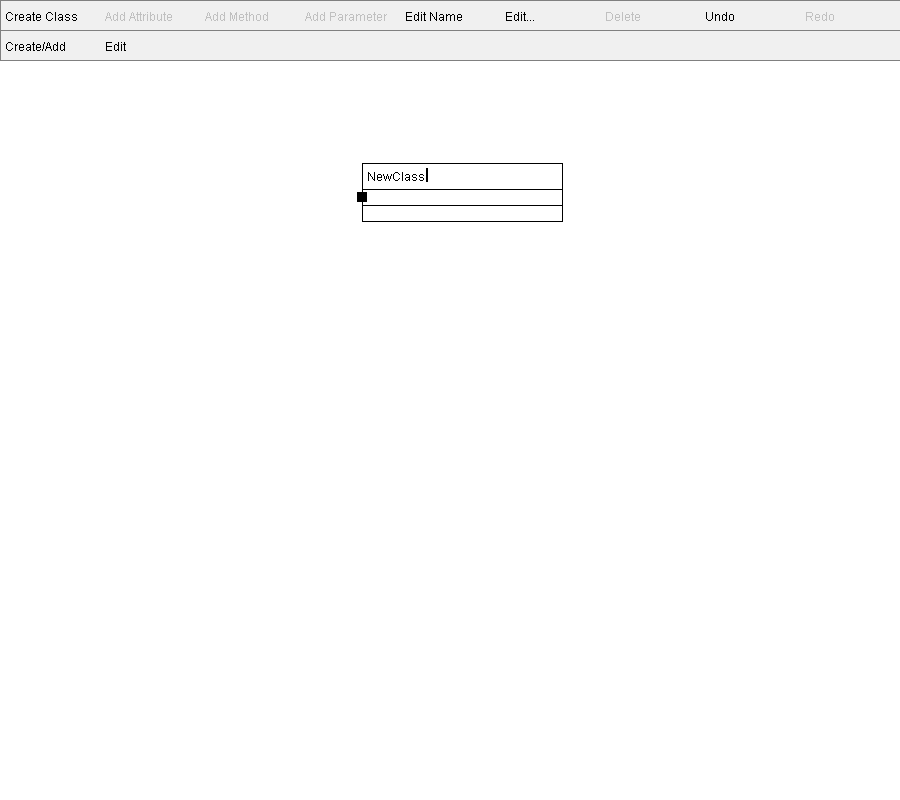 Create Class Add Attribute Add Method Add Parameter Edit Name Edit... Delete Undo Redo
Create/Add Edit
NewClass